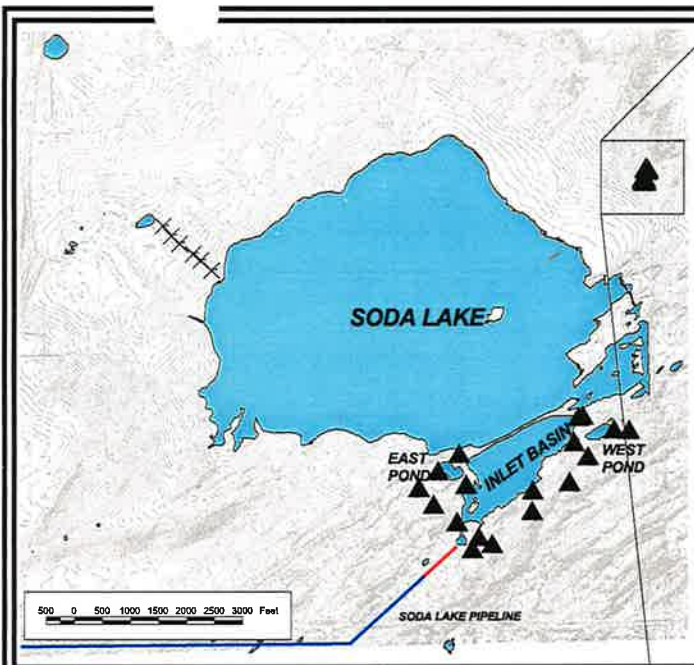 SODA LAKE
EAST
POND
INLET BASIN
WEST
POND
500 0 500 1000 1500 2000 2500 3000 Feet
SODA LAKE PIPELINE